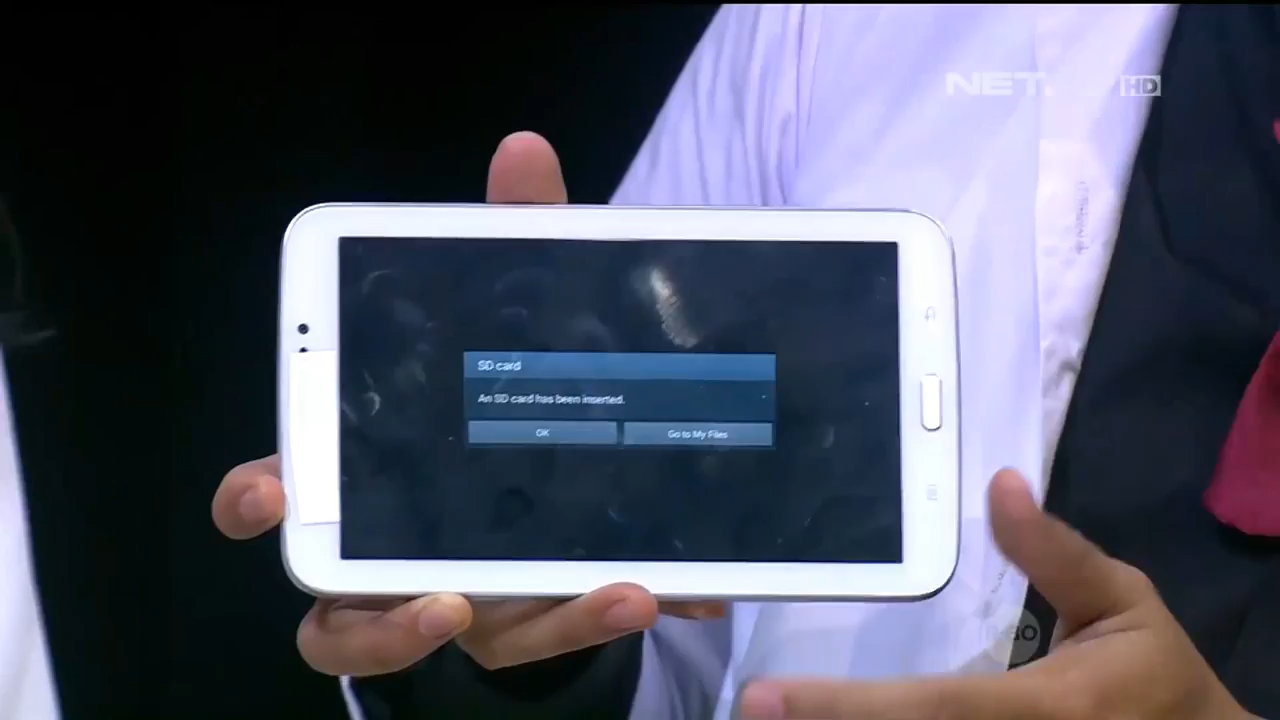 NET.
HD
SD card
An SD card has been inserted.
OK
Go to My Files